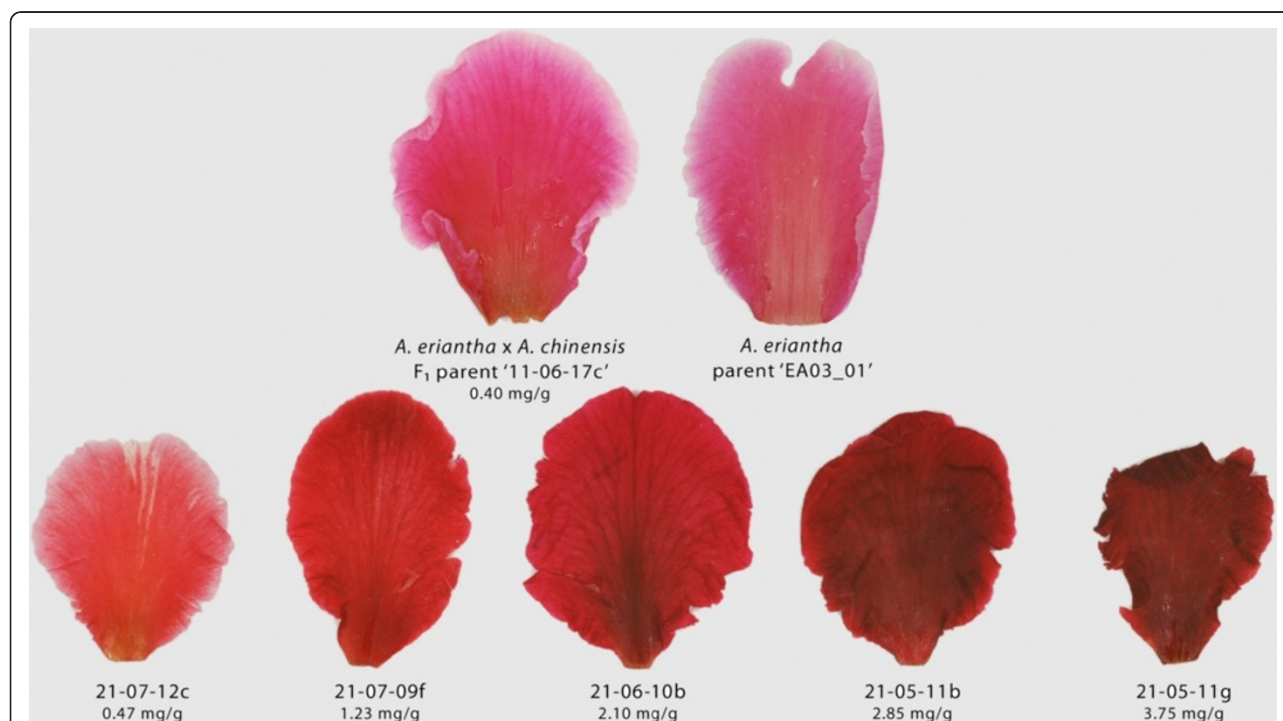 A. eriantha x A. chinensis
F₁ parent ‘11-06-17c’
0.40 mg/g
A. eriantha
parent ‘EA03_01’
21-07-12c
0.47 mg/g
21-07-09f
1.23 mg/g
21-06-10b
2.10 mg/g
21-05-11b
2.85 mg/g
21-05-11g
3.75 mg/g